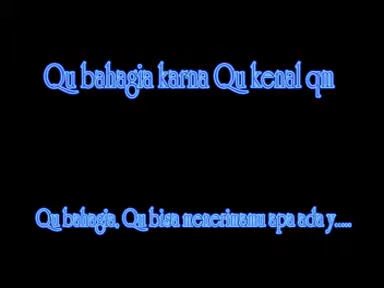 Qu bahagia karna Qu kenal qm
Qu bahagia, Qu bisa menerimamu apa ada y.....